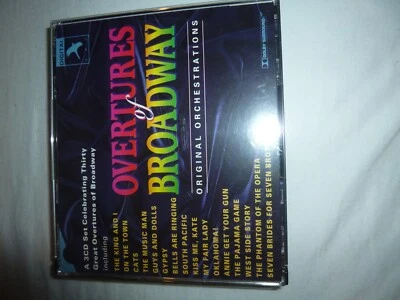 OVERTURES
of
BROADWAY
ORIGINAL ORCHESTRATIONS
A 3CD Set Celebrating Thirty
Great Overtures of Broadway
including
THE KING AND I
ON THE TOWN
CATS
THE MUSIC MAN
GUYS AND DOLLS
GYPSY
BELLS ARE RINGING
SOUTH PACIFIC
KISS ME, KATE
MY FAIR LADY
OKLAHOMA!
ANNIE GET YOUR GUN
THE PAJAMA GAME
WEST SIDE STORY
THE PHANTOM OF THE OPERA
SEVEN BRIDES FOR SEVEN BRO